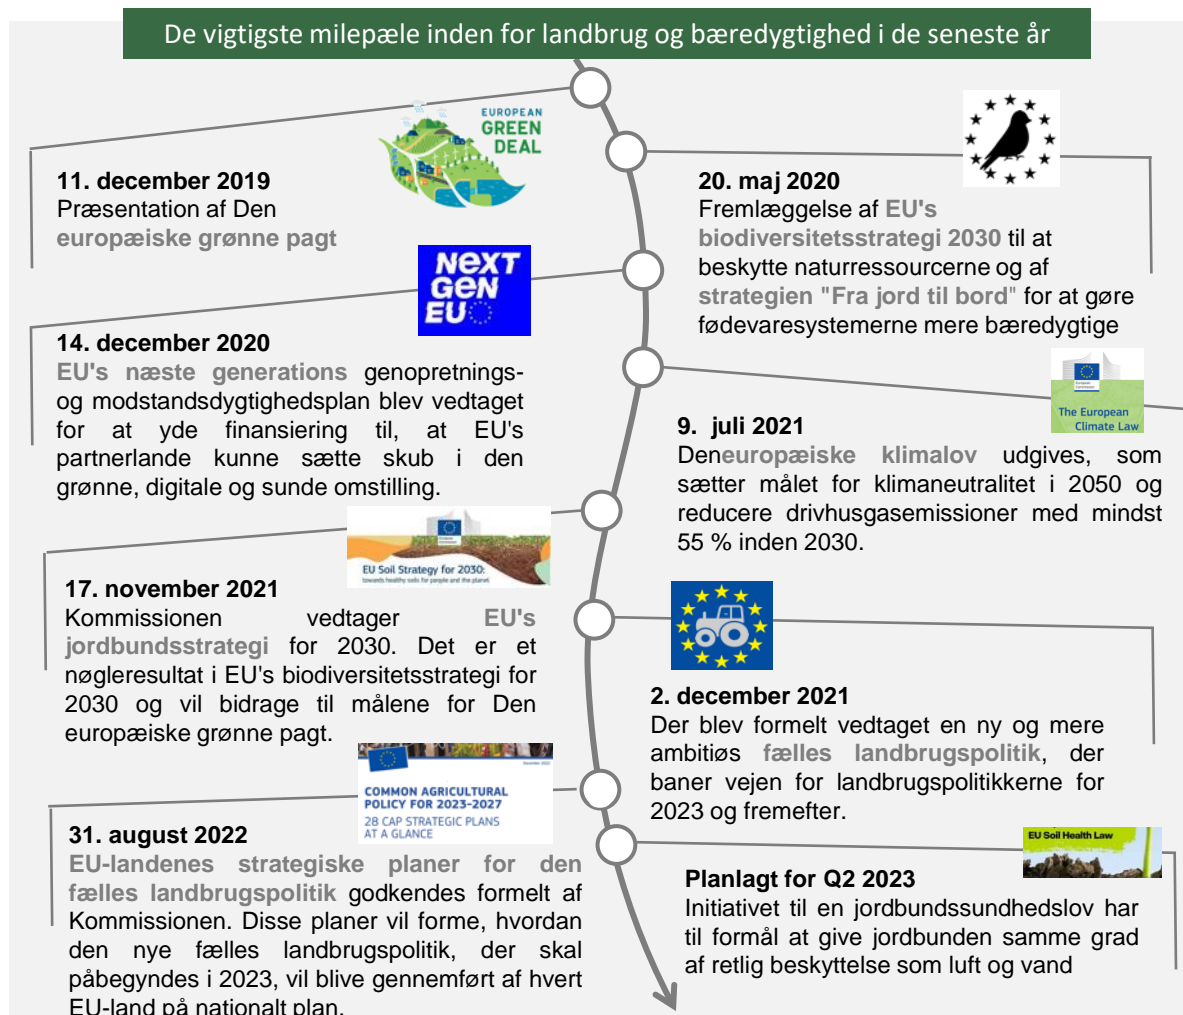 De vigtigste milepæle inden for landbrug og bæredygtighed i de seneste år
EUROPEAN
GREEN
DEAL
11. december 2019
Præsentation af Den
europæiske grønne pagt
20. maj 2020
Fremlæggelse af EU's
biodiversitetsstrategi 2030 til at
beskytte naturressourcerne og af
strategien "Fra jord til bord" for at gøre
fødevaresystemerne mere bæredygtige
NEXT
GEN
EU
14. december 2020
EU's næste generations genopretnings-
og modstandsdygtighedsplan blev vedtaget
for at yde finansiering til, at EU's
partnerlande kunne sætte skub i den
grønne, digitale og sunde omstilling.
The European
Climate Law
9. juli 2021
Deneuropæiske klimalov udgives, som
sætter målet for klimaneutralitet i 2050 og
reducere drivhusgasemissioner med mindst
55 % inden 2030.
EU Soil Strategy for 2030:
towards healthy soils for people and the planet
17. november 2021
Kommissionen vedtager EU's
jordbundsstrategi for 2030. Det er et
nøgleresultat i EU's biodiversitetsstrategi for
2030 og vil bidrage til målene for Den
europæiske grønne pagt.
2. december 2021
Der blev formelt vedtaget en ny og mere
ambitiøs fælles landbrugspolitik, der
baner vejen for landbrugspolitikkerne for
2023 og fremefter.
COMMON AGRICULTURAL
POLICY FOR 2023-2027
28 CAP STRATEGIC PLANS
AT A GLANCE
31. august 2022
EU-landenes strategiske planer for den
fælles landbrugspolitik godkendes formelt af
Kommissionen. Disse planer vil forme, hvordan
den nye fælles landbrugspolitik, der skal
påbegyndes i 2023, vil blive gennemført af hvert
EU-land på nationalt plan.
EU Soil Health Law
Planlagt for Q2 2023
Initiativet til en jordbundssundhedslov har
til formål at give jordbunden samme grad
af retlig beskyttelse som luft og vand